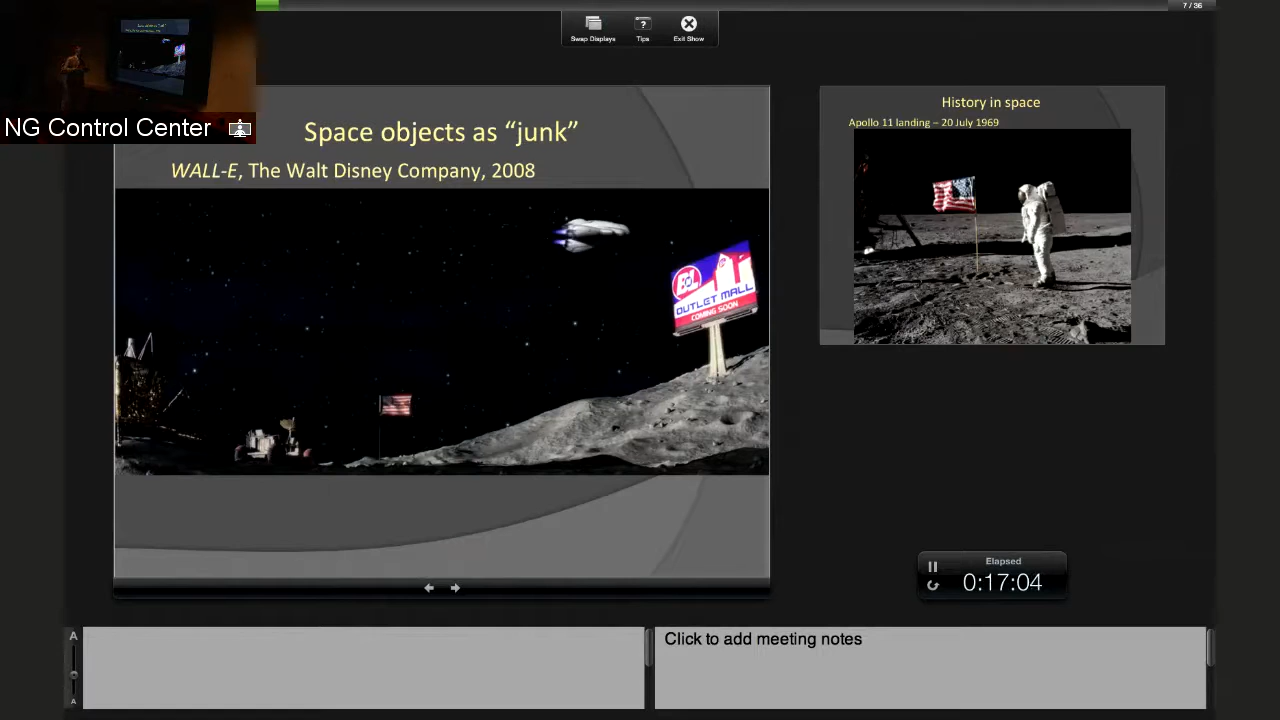 7 / 36
Swap Displays
Tips
Exit Show
NG Control Center
Space objects as “junk”
WALL-E, The Walt Disney Company, 2008
BL
OUTLET MALL
COMING SOON
History in space
Apollo 11 landing – 20 July 1969
Elapsed
0:17:04
A
A
Click to add meeting notes